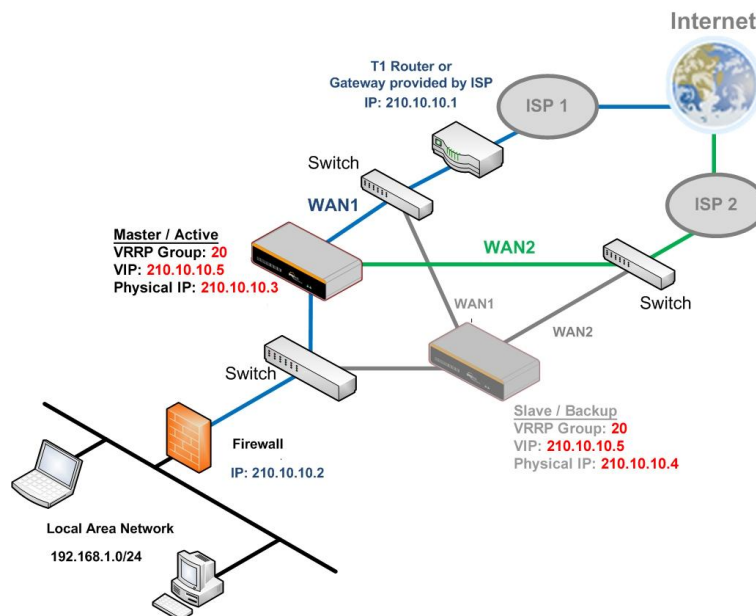 Internet
T1 Router or
Gateway provided by ISP
IP: 210.10.10.1
ISP 1
Switch
WAN1
ISP 2
Master / Active
VRRP Group: 20
VIP: 210.10.10.5
Physical IP: 210.10.10.3
WAN2
Switch
WAN1
WAN2
Switch
Slave / Backup
VRRP Group: 20
VIP: 210.10.10.5
Physical IP: 210.10.10.4
Firewall
IP: 210.10.10.2
Local Area Network
192.168.1.0/24